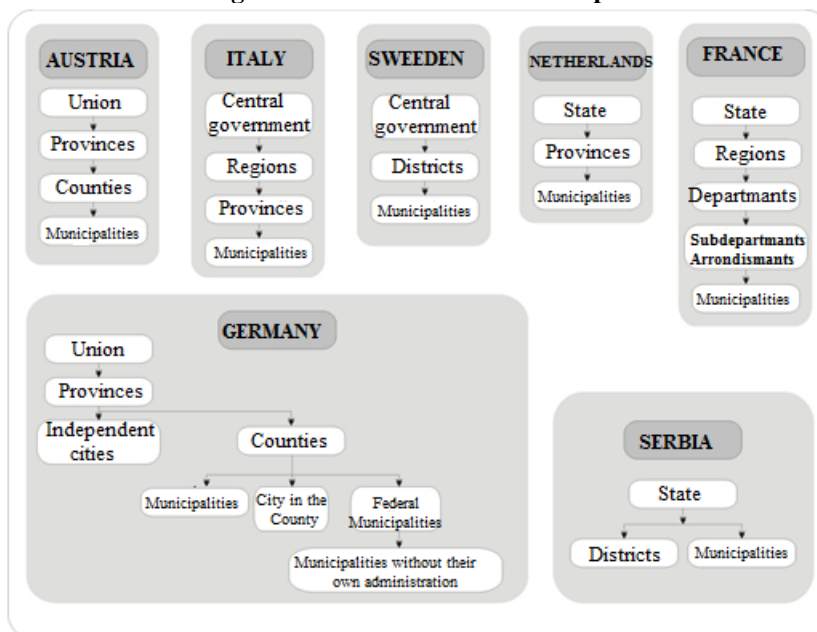 AUSTRIA
Union
Provinces
Counties
Municipalities
ITALY
Central
government
Regions
Provinces
Municipalities
SWEEDEN
Central
government
Districts
Municipalities
NETHERLANDS
State
Provinces
Municipalities
FRANCE
State
Regions
Departmants
Subdepartmants
Arrondismants
Municipalities
GERMANY
Union
Provinces
Independent
cities
Counties
Municipalities
City in the
County
Federal
Municipalities
Municipalities without their
own administration
SERBIA
State
Districts
Municipalities